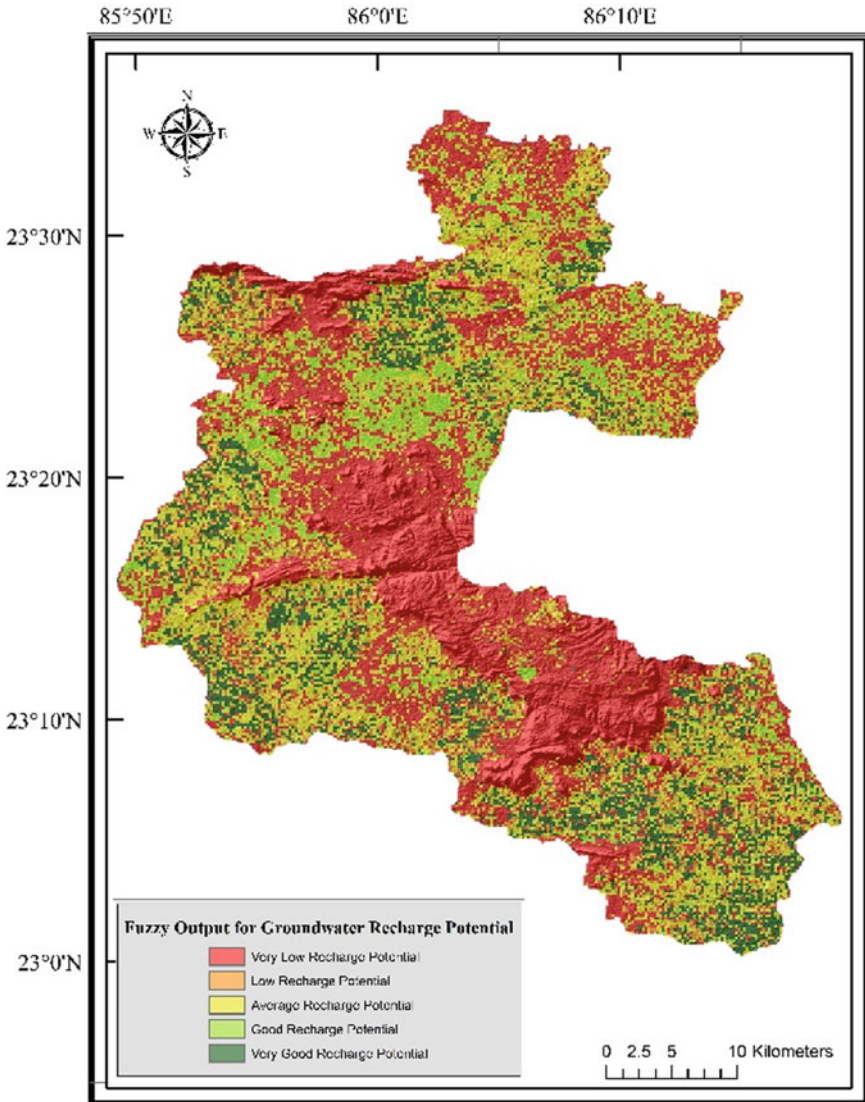 85°50'E 86°0'E 86°10'E
N
W E
S
23°30'N
23°20'N
23°10'N
23°0'N
Fuzzy Output for Groundwater Recharge Potential
Very Low Recharge Potential
Low Recharge Potential
Average Recharge Potential
Good Recharge Potential
Very Good Recharge Potential
0 2.5 5 10 Kilometers